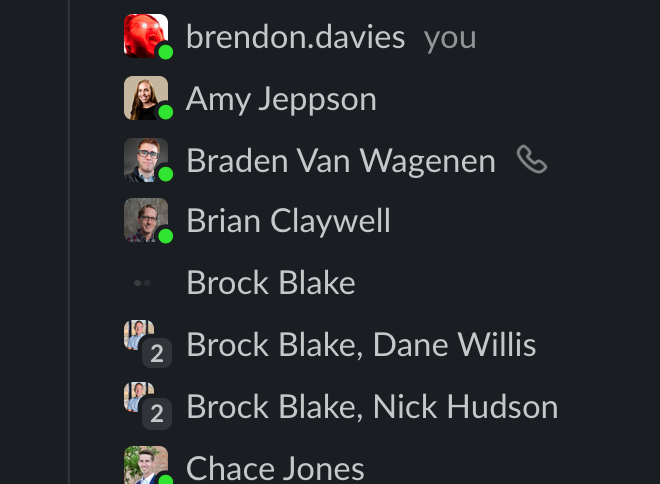 brendon.davies you
Amy Jeppson
Braden Van Wagenen
Brian Claywell
Brock Blake
2 Brock Blake, Dane Willis
2 Brock Blake, Nick Hudson
Chace Jones